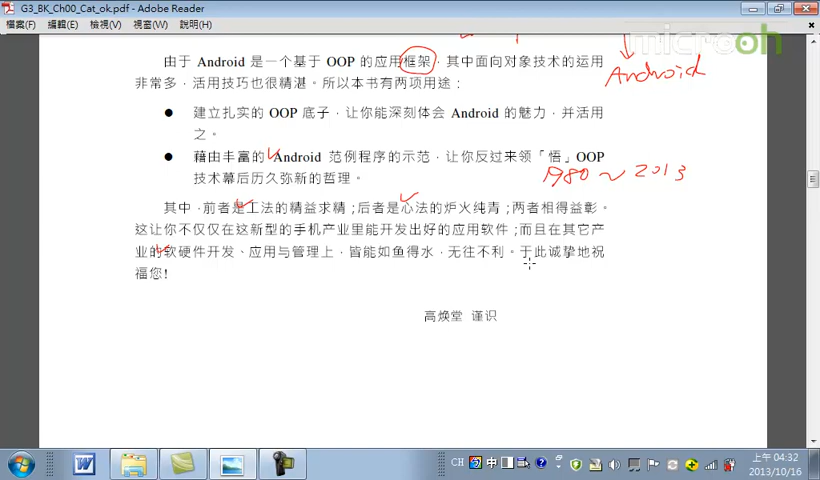 G3_BK_Ch00_Cat_ok.pdf - Adobe Reader
檔案(F) 編輯(E) 檢視(V) 視窗(W) 說明(H)
microoh
由于 Android 是一个基于 OOP 的应用框架，其中面向对象技术的运用
Android
非常多，活用技巧也很精湛。所以本书有两项用途：
● 建立扎实的 OOP 底子，让你能深刻体会 Android 的魅力，并活用
之。
● 藉由丰富的 Android 范例程序的示范，让你反过来领「悟」OOP
技术幕后历久弥新的哲理。
1980 ~ 2013
其中，前者是工法的精益求精；后者是心法的炉火纯青；两者相得益彰。
这让你不仅仅在这新型的手机产业里能开发出好的应用软件；而且在其它产
业的软硬件开发、应用与管理上，皆能如鱼得水，无往不利。于此诚挚地祝
福您!
高焕堂 谨识
CH 中
上午 04:32
2013/10/16